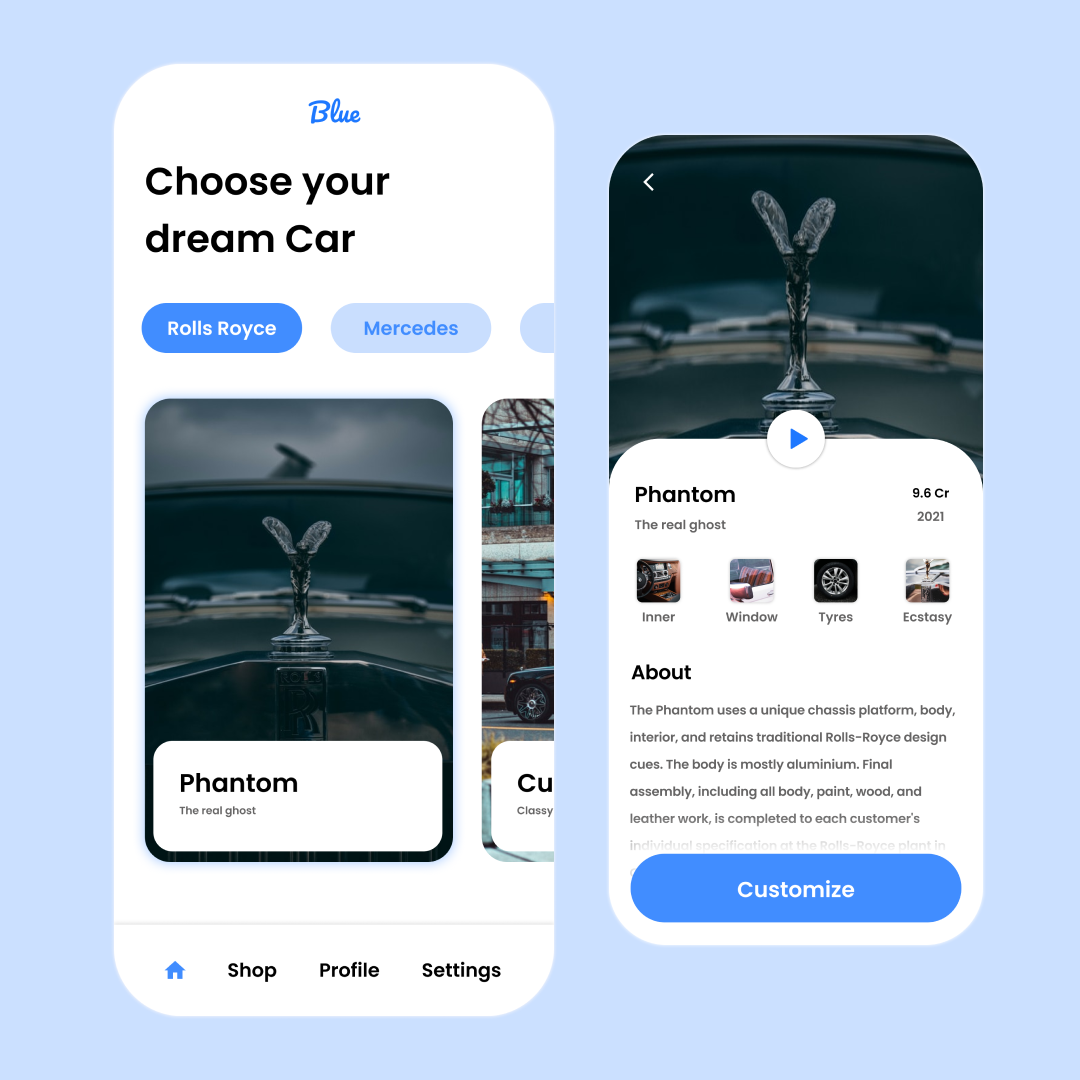 Blue
Choose your
dream Car
Rolls Royce
Mercedes
Phantom
The real ghost
Cu
Classy
Shop
Profile
Settings
Phantom
9.6 Cr
The real ghost
2021
Inner
Window
Tyres
Ecstasy
About
The Phantom uses a unique chassis platform, body,
interior, and retains traditional Rolls-Royce design
cues. The body is mostly aluminium. Final
assembly, including all body, paint, wood, and
leather work, is completed to each customer's
individual specification at the Rolls-Royce plant in
Customize